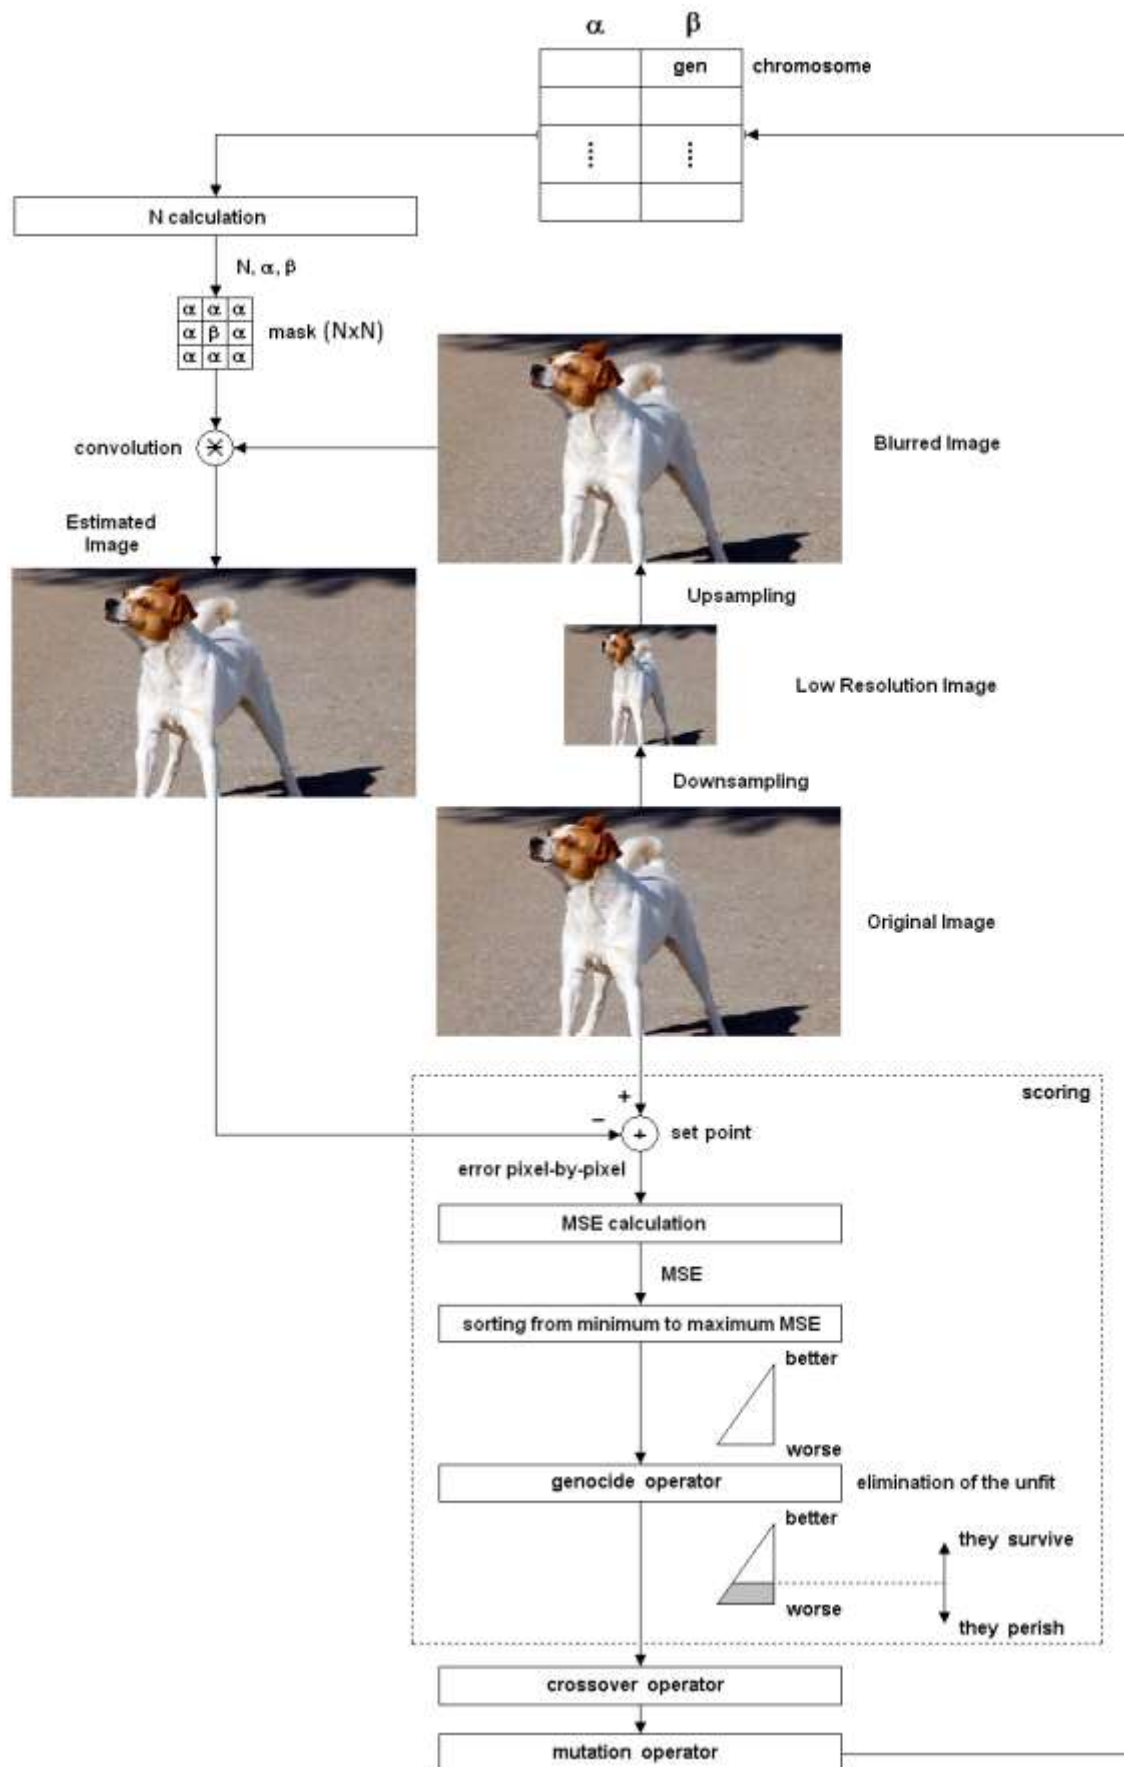 α β
gen chromosome
⋮ ⋮
N calculation
N, α, β
α α α
α β α
α α α
mask (NxN)
convolution
Blurred Image
Estimated
Image
Upsampling
Low Resolution Image
Downsampling
Original Image
scoring
+
−
+
set point
error pixel-by-pixel
MSE calculation
MSE
sorting from minimum to maximum MSE
better
worse
genocide operator
elimination of the unfit
better
they survive
worse
they perish
crossover operator
mutation operator